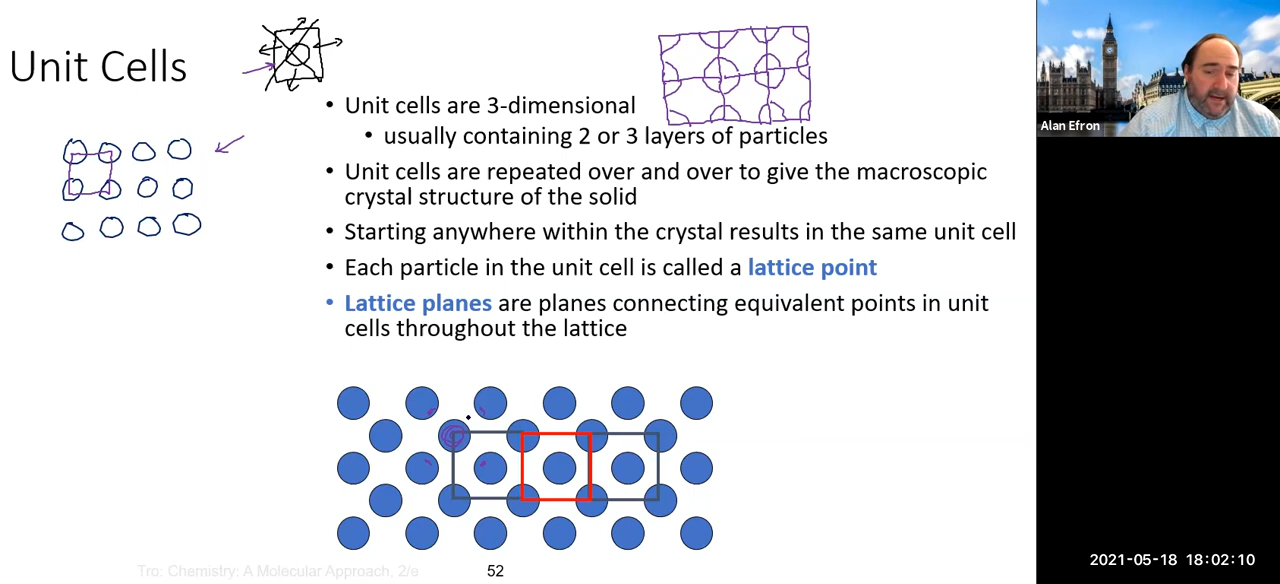 Unit Cells
• Unit cells are 3-dimensional
• usually containing 2 or 3 layers of particles
• Unit cells are repeated over and over to give the macroscopic
crystal structure of the solid
• Starting anywhere within the crystal results in the same unit cell
• Each particle in the unit cell is called a lattice point
• Lattice planes are planes connecting equivalent points in unit
cells throughout the lattice
Tro: Chemistry: A Molecular Approach, 2/e
52
Alan Efron
2021-05-18 18:02:10